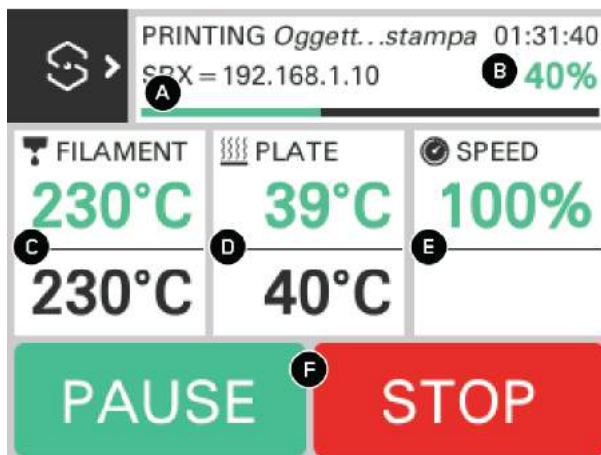 PRINTING Oggett...stampa 01:31:40
SBX = 192.168.1.10 B 40%
A
FILAMENT PLATE SPEED
230°C 39°C 100%
C D E
230°C 40°C
F
PAUSE STOP